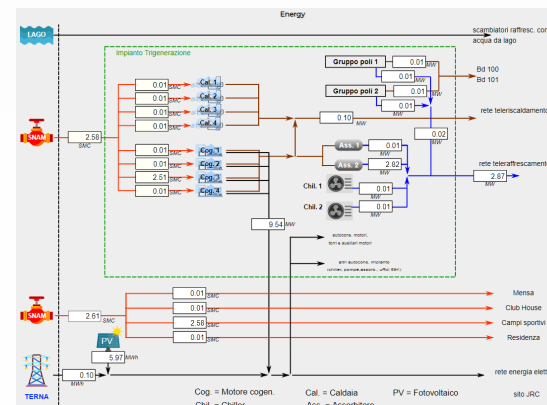 Energy
LAGO
scambiatori raffresc. con
acqua da lago
Impianto Trigenerazione
Gruppo poli 1
0.01
MW
0.01
MW
Bd 100
Bd 101
Gruppo poli 2
0.01
MW
0.01
MW
0.01
SMC
Cal. 1
0.01
SMC
Cal. 2
0.01
SMC
Cal. 3
0.01
SMC
Cal. 4
0.10
MW
rete teleriscaldamento
SNAM
2.58
SMC
0.02
MW
0.01
SMC
Cog. 1
0.01
SMC
Cog. 2
2.51
SMC
Cog. 3
0.01
SMC
Cog. 4
Ass. 1
0.01
MW
Ass. 2
2.82
MW
rete teleraffrescamento
2.87
MW
Chil. 1
0.01
MW
Chil. 2
0.01
MW
9.54
MW
autocons. motori,
torri e ausiliari motori
altri autocons. impianto
SNAM
2.61
SMC
0.01
SMC
Mensa
0.01
SMC
Club House
2.58
SMC
Campi sportivi
0.01
SMC
Residenza
PV
5.97
MWh
TERNA
0.10
MWh
rete energia elett
sito JRC
Cog. = Motore cogen.
Cal. = Caldaia
PV = Fotovoltaico
Chil. = Chiller
Ass. = Assorbitore